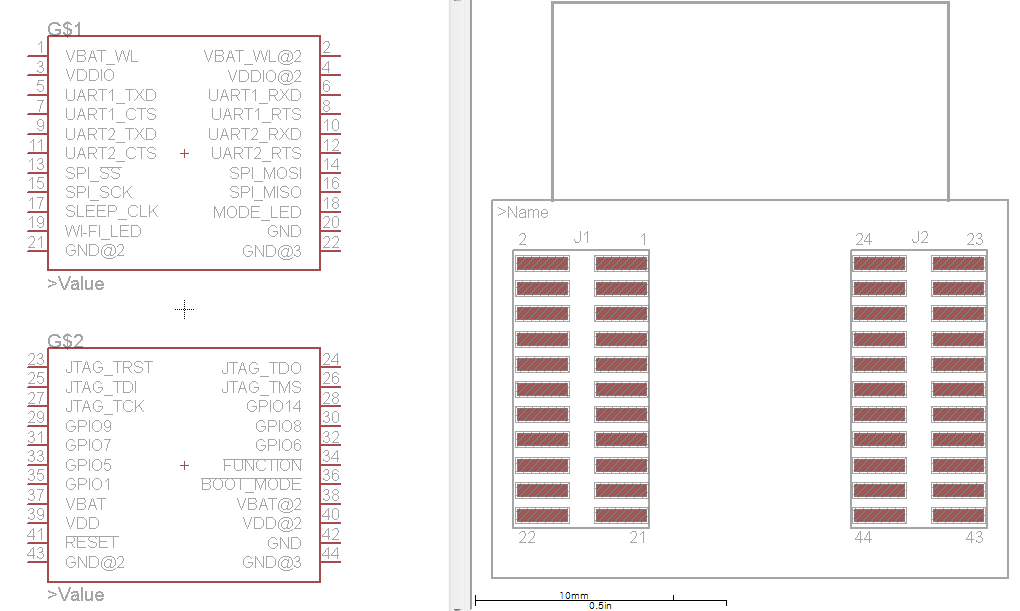 G$1
1 VBAT_WL VBAT_WL@2 2
3 VDDIO VDDIO@2 4
5 UART1_TXD UART1_RXD 6
7 UART1_CTS UART1_RTS 8
9 UART2_TXD UART2_RXD 10
11 UART2_CTS UART2_RTS 12
13 SPI_SS SPI_MOSI 14
15 SPI_SCK SPI_MISO 16
17 SLEEP_CLK MODE_LED 18
19 WI-FI_LED GND 20
21 GND@2 GND@3 22
>Value
G$2
23 JTAG_TRST JTAG_TDO 24
25 JTAG_TDI JTAG_TMS 26
27 JTAG_TCK GPIO14 28
29 GPIO9 GPIO8 30
31 GPIO7 GPIO6 32
33 GPIO5 FUNCTION 34
35 GPIO1 BOOT_MODE 36
37 VBAT VBAT@2 38
39 VDD VDD@2 40
41 RESET GND 42
43 GND@2 GND@3 44
>Value
>Name
2 J1 1
24 J2 23
22 21
44 43
10mm
0.5in